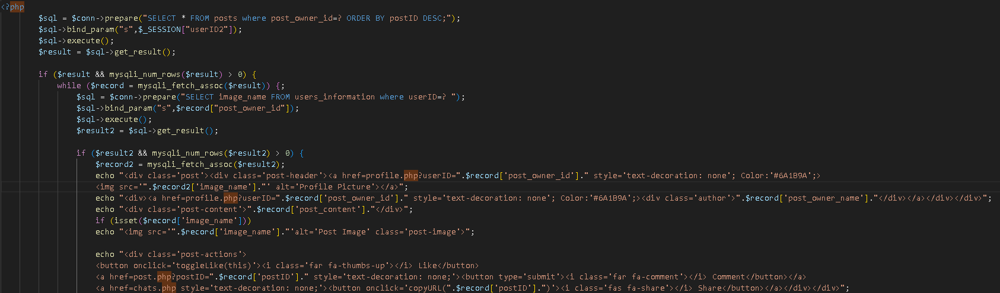 <?php
$sql = $conn->prepare("SELECT * FROM posts where post_owner_id=? ORDER BY postID DESC;");
$sql->bind_param("s",$_SESSION["userID2"]);
$sql->execute();
$result = $sql->get_result();
if ($result && mysqli_num_rows($result) > 0) {
while ($record = mysqli_fetch_assoc($result)) {;
$sql = $conn->prepare("SELECT image_name FROM users_information where userID=? ");
$sql->bind_param("s",$record["post_owner_id"]);
$sql->execute();
$result2 = $sql->get_result();
if ($result2 && mysqli_num_rows($result2) > 0) {
$record2 = mysqli_fetch_assoc($result2);
echo "<div class='post'><div class='post-header'><a href=profile.php?userID=".$record['post_owner_id']." style='text-decoration: none'; Color:'#6A1B9A';>
<img src='".$record2['image_name']."' alt='Profile Picture'></a>";
echo "<div><a href=profile.php?userID=".$record['post_owner_id']." style='text-decoration: none'; Color:'#6A1B9A';><div class='author'>".$record['post_owner_name']."</div></a></div></div>";
echo "<div class='post-content'>".$record['post_content']."</div>";
if (isset($record['image_name']))
echo "<img src='".$record['image_name']."'alt='Post Image' class='post-image'>";
echo "<div class='post-actions'>
<button onclick='toggleLike(this)'><i class='far fa-thumbs-up'></i> Like</button>
<a href=post.php?postID=".$record['postID']." style='text-decoration: none;'><button type='submit'><i class='far fa-comment'></i> Comment</button></a>
<a href=chats.php style='text-decoration: none;'><button onclick='copyURL(".$record['postID'].")'><i class='fas fa-share'></i> Share</button></a></div></div>";